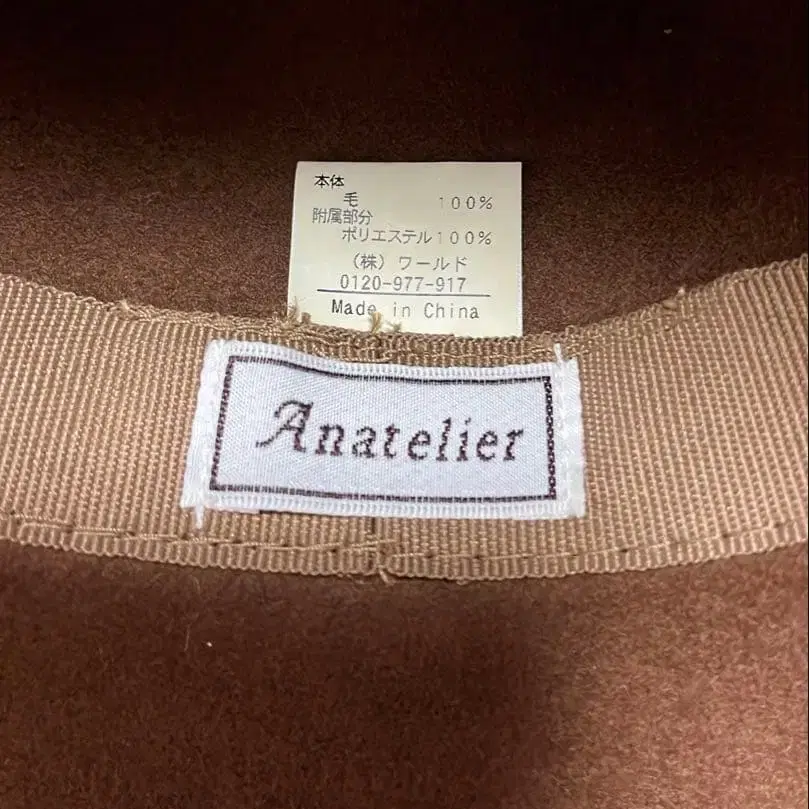 本体
毛 100%
附属部分
ポリエステル100%
(株)ワールド
0120-977-917
Made in China
Anatelier